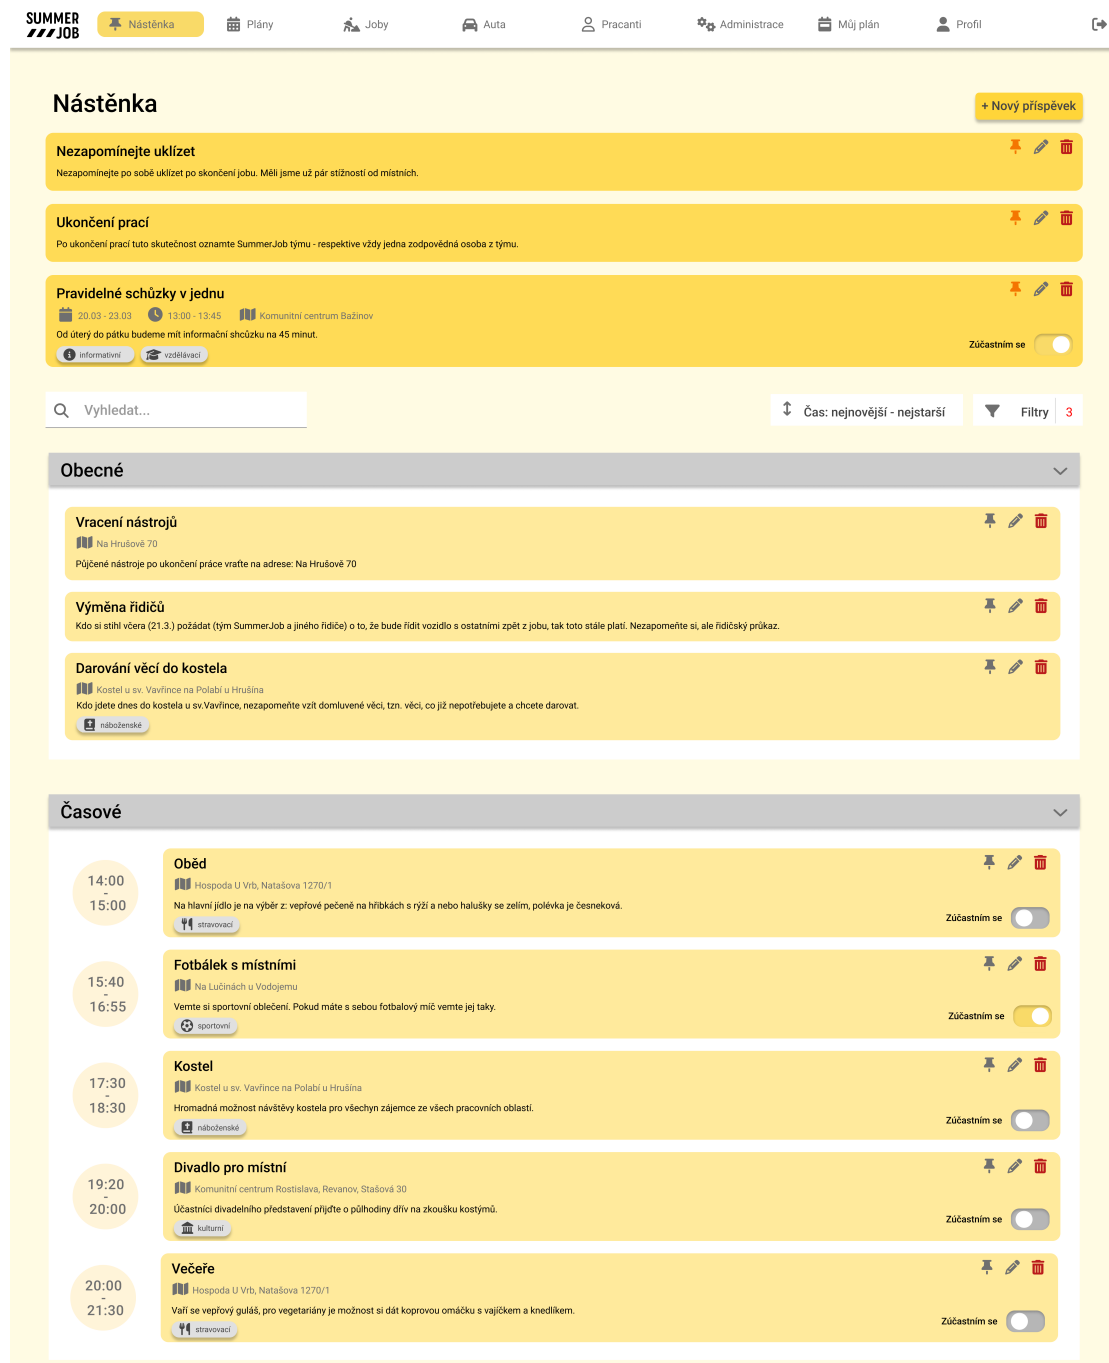 SUMMER
JOB
Nástěnka
Plány
Joby
Auta
Pracanti
Administrace
Můj plán
Profil
Nástěnka
+ Nový příspěvek
Nezapomínejte uklízet
Nezapomínejte po sobě uklízet po skončení jobu. Měli jsme už pár stížností od místních.
Ukončení prací
Po ukončení prací tuto skutečnost oznamte SummerJob týmu - respektive vždy jedna zodpovědná osoba z týmu.
Pravidelné schůzky v jednu
20.03 - 23.03
13:00 - 13:45
Komunitní centrum Bažinov
Od úterý do pátku budeme mít informační shcůzku na 45 minut.
Zúčastním se
informativní
vzdělávací
Vyhledat...
Čas: nejnovější - nejstarší
Filtry
3
Obecné
Vracení nástrojů
Na Hrušově 70
Půjčené nástroje po ukončení práce vraťte na adrese: Na Hrušově 70
Výměna řidičů
Kdo si stihl včera (21.3.) požádat (tým SummerJob a jiného řidiče) o to, že bude řídit vozidlo s ostatními zpět z jobu, tak toto stále platí. Nezapomeňte si, ale řidičský průkaz.
Darování věcí do kostela
Kostel u sv. Vavřince na Polabí u Hrušína
Kdo jdete dnes do kostela u sv.Vavřince, nezapomeňte vzít domluvené věci, tzn. věci, co již nepotřebujete a chcete darovat.
náboženské
Časové
14:00
-
15:00
Oběd
Hospoda U Vrb, Natašova 1270/1
Na hlavní jídlo je na výběr z: vepřové pečeně na hřibkách s rýží a nebo halušky se zelím, polévka je česneková.
Zúčastním se
stravovací
15:40
-
16:55
Fotbálek s místními
Na Lučinách u Vodojemu
Vemte si sportovní oblečení. Pokud máte s sebou fotbalový míč vemte jej taky.
Zúčastním se
sportovní
17:30
-
18:30
Kostel
Kostel u sv. Vavřince na Polabí u Hrušína
Hromadná možnost návštěvy kostela pro všechyn zájemce ze všech pracovních oblastí.
Zúčastním se
náboženské
19:20
-
20:00
Divadlo pro místní
Komunitní centrum Rostislava, Revanov, Stašová 30
Účastníci divadelního představení přijďte o půlhodiny dřív na zkoušku kostýmů.
Zúčastním se
kulturní
20:00
-
21:30
Večeře
Hospoda U Vrb, Natašova 1270/1
Vaří se vepřový guláš, pro vegetariány je možnost si dát koprovou omáčku s vajíčkem a knedlíkem.
Zúčastním se
stravovací